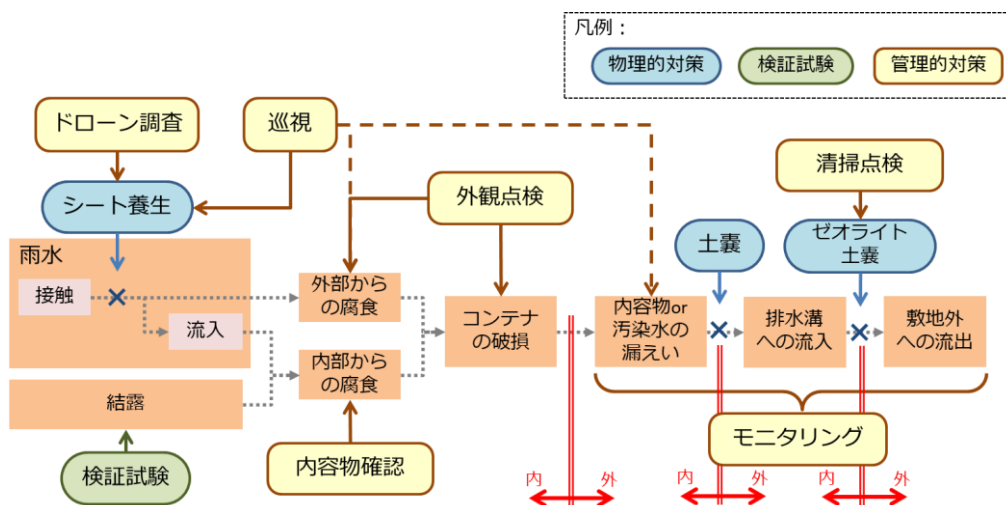 凡例：
物理的対策
検証試験
管理的対策
ドローン調査
巡視
清掃点検
外観点検
シート養生
土嚢
ゼオライト
土嚢
雨水
接触
流入
外部から
の腐食
コンテナ
の破損
内容物or
汚染水の
漏えい
排水溝
への流入
敷地外
への流出
内部から
の腐食
結露
モニタリング
検証試験
内容物確認
内
外
内
外
内
外